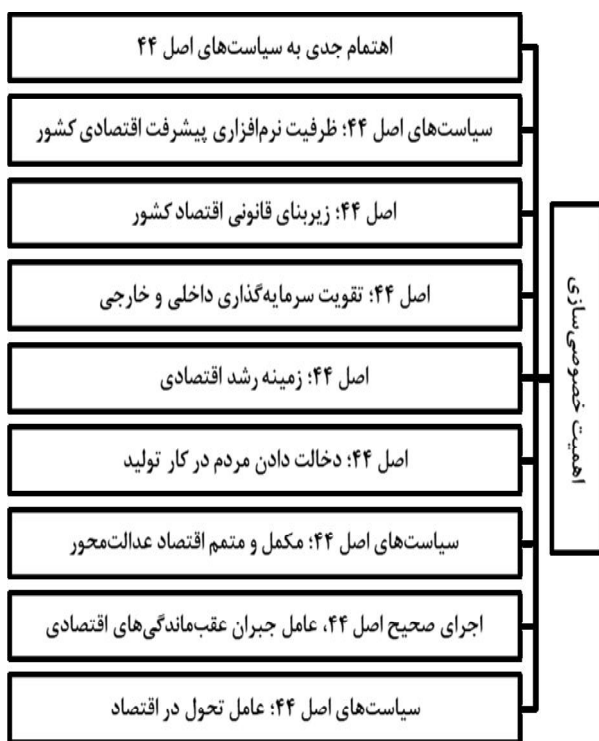 اهمیت خصوصی‌سازی
اهتمام جدی به سیاست‌های اصل ۴۴
سیاست‌های اصل ۴۴؛ ظرفیت نرم‌افزاری پیشرفت اقتصادی کشور
اصل ۴۴؛ زیربنای قانونی اقتصاد کشور
اصل ۴۴؛ تقویت سرمایه‌گذاری داخلی و خارجی
اصل ۴۴؛ زمینه رشد اقتصادی
اصل ۴۴؛ دخالت دادن مردم در کار تولید
سیاست‌های اصل ۴۴؛ مکمل و متمم اقتصاد عدالت‌محور
اجرای صحیح اصل ۴۴، عامل جبران عقب‌ماندگی‌های اقتصادی
سیاست‌های اصل ۴۴؛ عامل تحول در اقتصاد